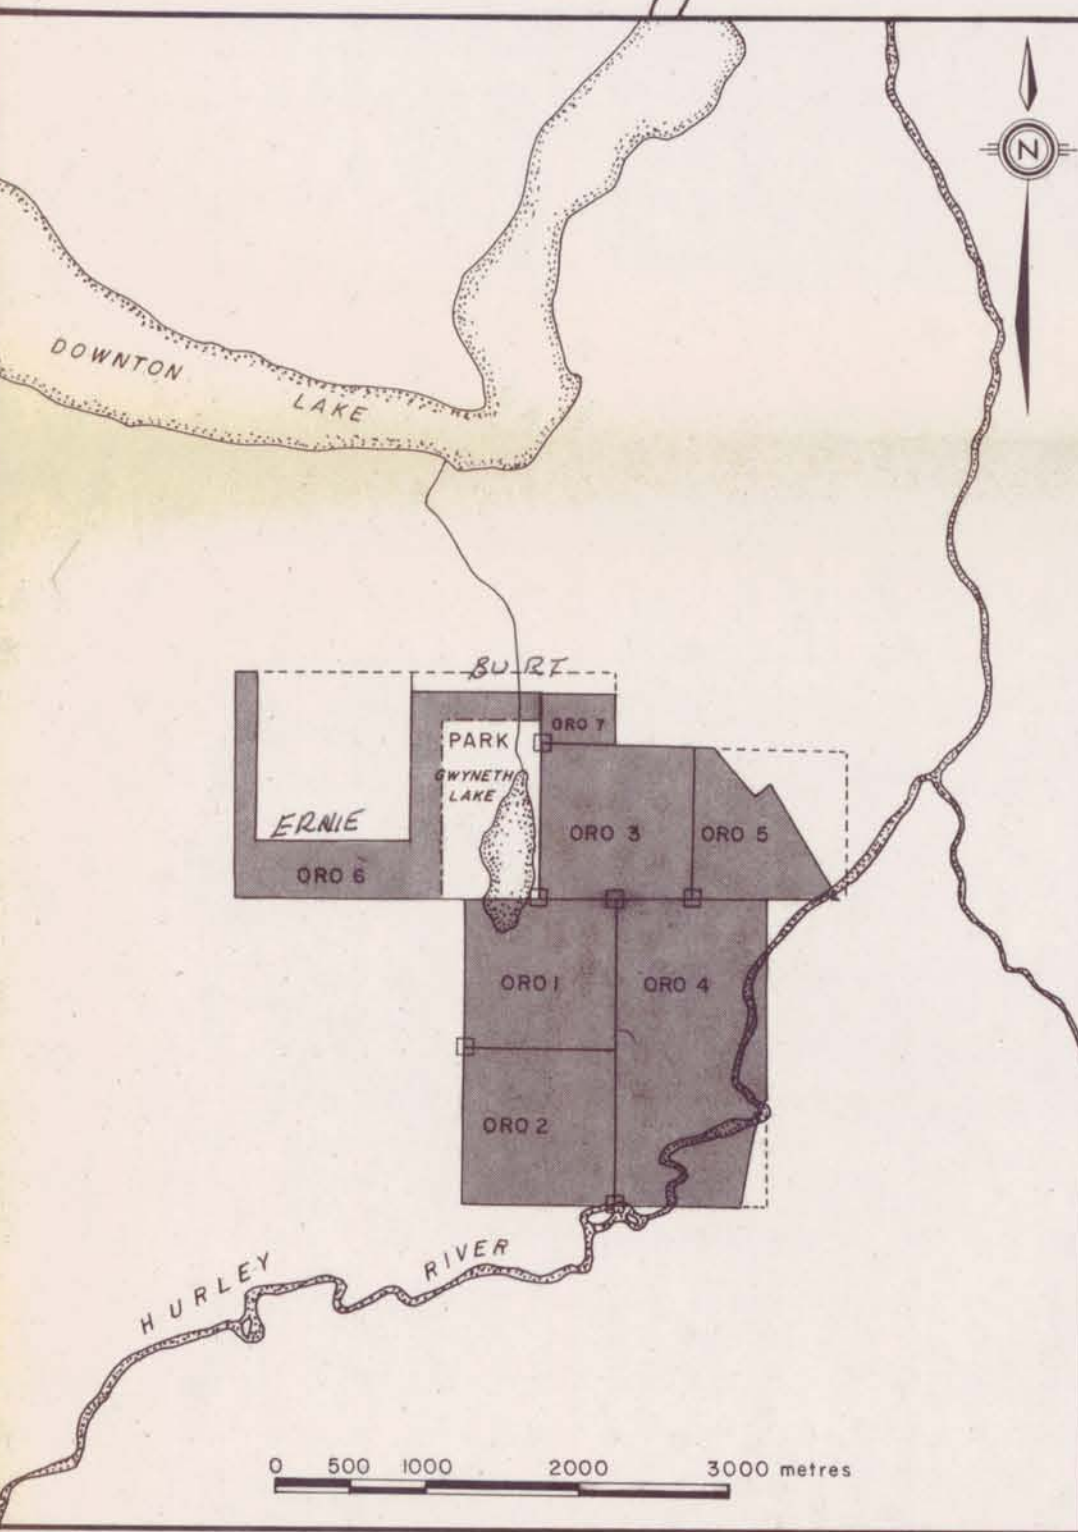 N
DOWNTON
LAKE
BURT
ORO 7
PARK
GWYNETH
LAKE
ERNIE
ORO 3
ORO 5
ORO 6
ORO 1
ORO 4
ORO 2
HURLEY RIVER
0 500 1000 2000 3000 metres